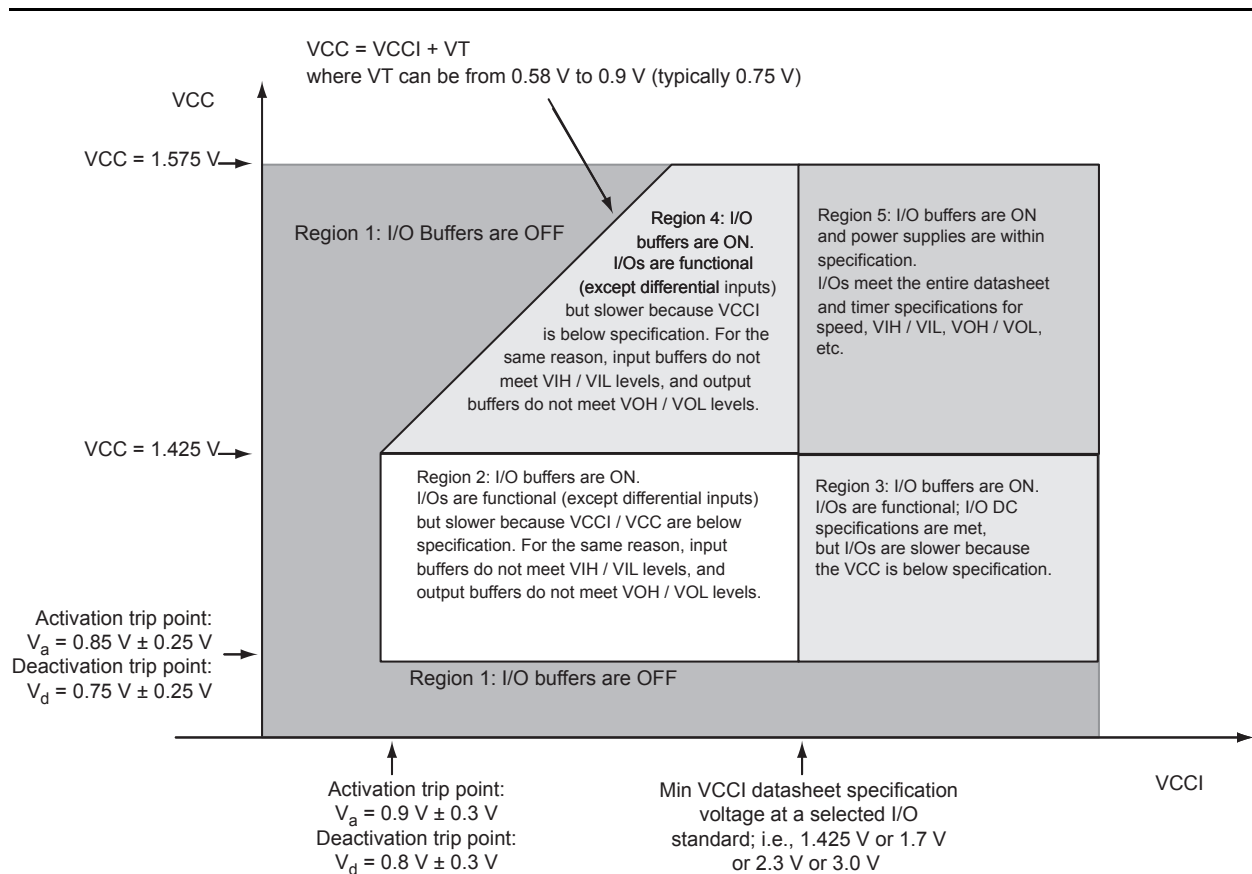 VCC = VCCI + VT
where VT can be from 0.58 V to 0.9 V (typically 0.75 V)
VCC
VCC = 1.575 V
Region 1: I/O Buffers are OFF
Region 4: I/O
buffers are ON.
I/Os are functional
(except differential inputs)
but slower because VCCI
is below specification. For the
same reason, input buffers do not
meet VIH / VIL levels, and output
buffers do not meet VOH / VOL levels.
Region 5: I/O buffers are ON
and power supplies are within
specification.
I/Os meet the entire datasheet
and timer specifications for
speed, VIH / VIL, VOH / VOL,
etc.
VCC = 1.425 V
Region 2: I/O buffers are ON.
I/Os are functional (except differential inputs)
but slower because VCCI / VCC are below
specification. For the same reason, input
buffers do not meet VIH / VIL levels, and
output buffers do not meet VOH / VOL levels.
Region 3: I/O buffers are ON.
I/Os are functional; I/O DC
specifications are met,
but I/Os are slower because
the VCC is below specification.
Activation trip point:
Va = 0.85 V ± 0.25 V
Deactivation trip point:
Vd = 0.75 V ± 0.25 V
Region 1: I/O buffers are OFF
VCCI
Activation trip point:
Va = 0.9 V ± 0.3 V
Deactivation trip point:
Vd = 0.8 V ± 0.3 V
Min VCCI datasheet specification
voltage at a selected I/O
standard; i.e., 1.425 V or 1.7 V
or 2.3 V or 3.0 V